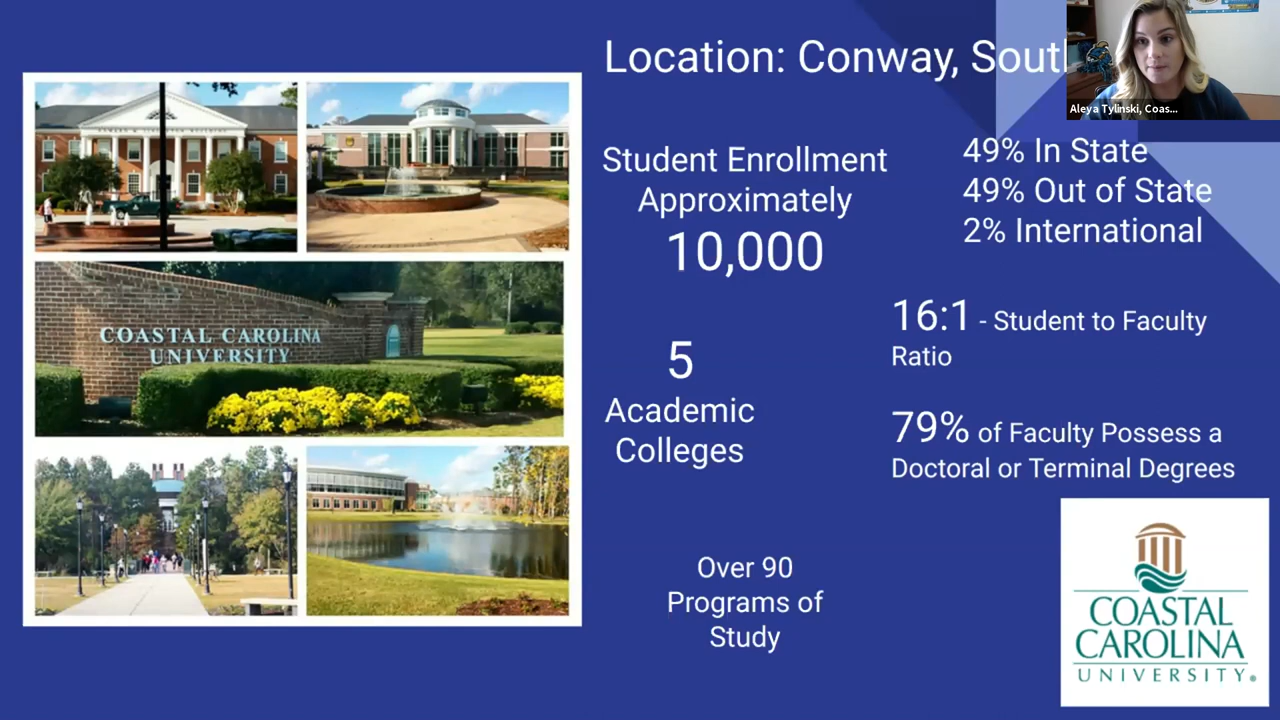 Location: Conway, Sout
Aleya Tylinski, Coas...
Student Enrollment
Approximately
10,000
49% In State
49% Out of State
2% International
16:1 - Student to Faculty
Ratio
5
Academic
Colleges
79% of Faculty Possess a
Doctoral or Terminal Degrees
Over 90
Programs of
Study
COASTAL CAROLINA
UNIVERSITY
COASTAL
CAROLINA
UNIVERSITY®